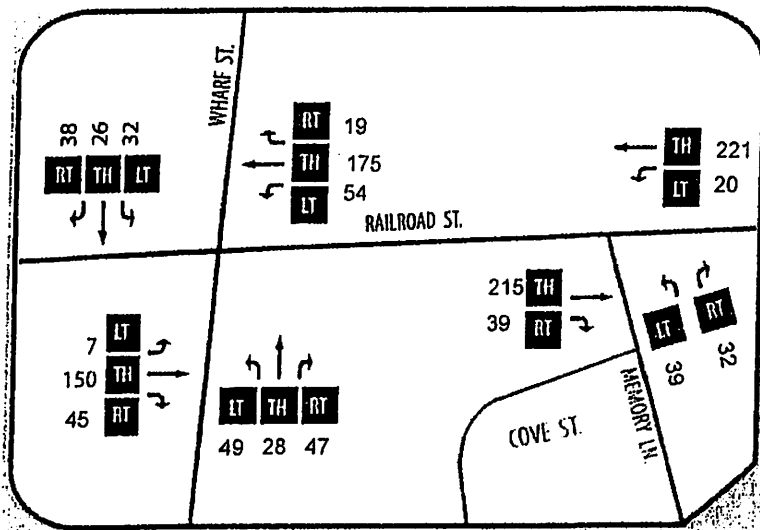 WHARF ST.
38 26 32
RT TH LT
RT 19
TH 175
LT 54
TH 221
LT 20
RAILROAD ST.
215 TH
39 RT
LT RT
39 32
7 LT
150 TH
45 RT
LT TH RT
49 28 47
COVE ST.
MEMORY LN.